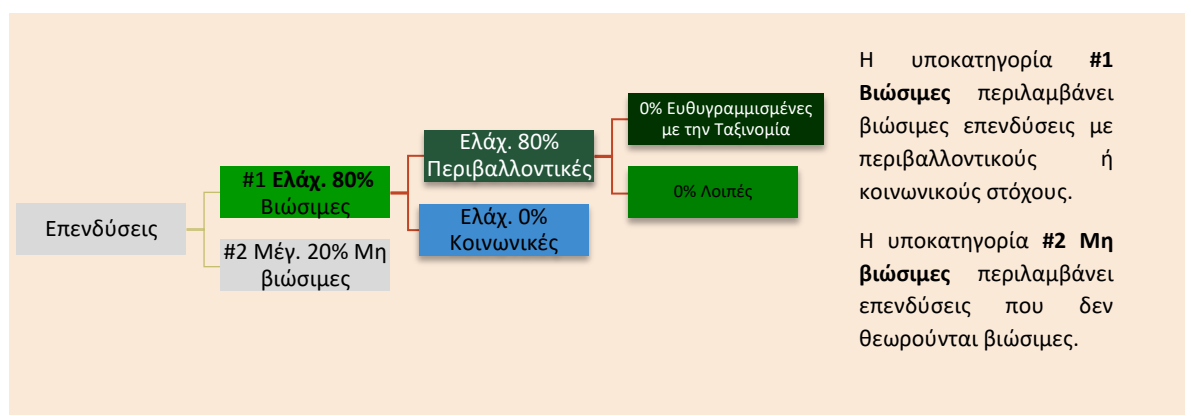 Επενδύσεις
#1 Ελάχ. 80%
Βιώσιμες
#2 Μέγ. 20% Μη
βιώσιμες
Ελάχ. 80%
Περιβαλλοντικές
Ελάχ. 0%
Κοινωνικές
0% Ευθυγραμμισμένες
με την Ταξινομία
0% Λοιπές
Η υποκατηγορία #1
Βιώσιμες περιλαμβάνει
βιώσιμες επενδύσεις με
περιβαλλοντικούς ή
κοινωνικούς στόχους.
Η υποκατηγορία #2 Μη
βιώσιμες περιλαμβάνει
επενδύσεις που δεν
θεωρούνται βιώσιμες.